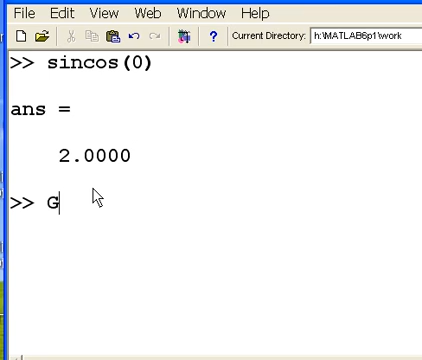 File Edit View Web Window Help
? Current Directory: h:\MATLAB6p1\work
>> sincos(0)
ans =
2.0000
>> G